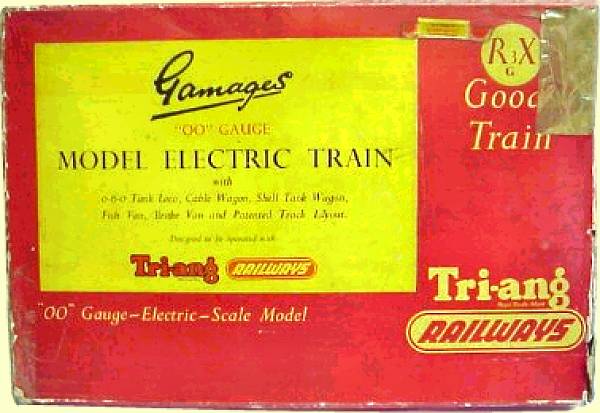 Gamages
"OO" GAUGE
MODEL ELECTRIC TRAIN
with
0-6-0 Tank Loco, Cable Wagon, Shell Tank Wagon,
Fish Van, Brake Van and Patented Track Layout.
Designed to be operated with
Tri-ang RAILWAYS
"OO" Gauge-Electric-Scale Model
R3X
G
Good
Train
Tri-ang
RAILWAYS